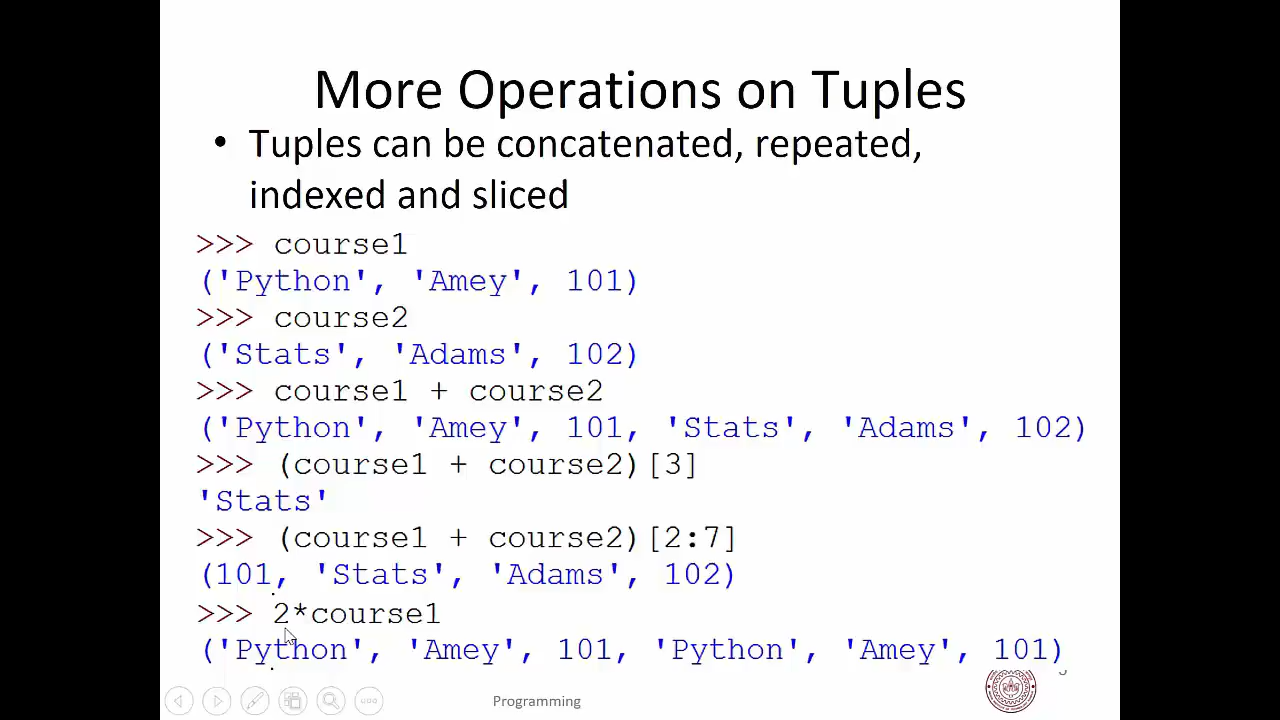 More Operations on Tuples
• Tuples can be concatenated, repeated,
indexed and sliced
>>> course1
('Python', 'Amey', 101)
>>> course2
('Stats', 'Adams', 102)
>>> course1 + course2
('Python', 'Amey', 101, 'Stats', 'Adams', 102)
>>> (course1 + course2)[3]
'Stats'
>>> (course1 + course2)[2:7]
(101, 'Stats', 'Adams', 102)
>>> 2*course1
('Python', 'Amey', 101, 'Python', 'Amey', 101)
Programming